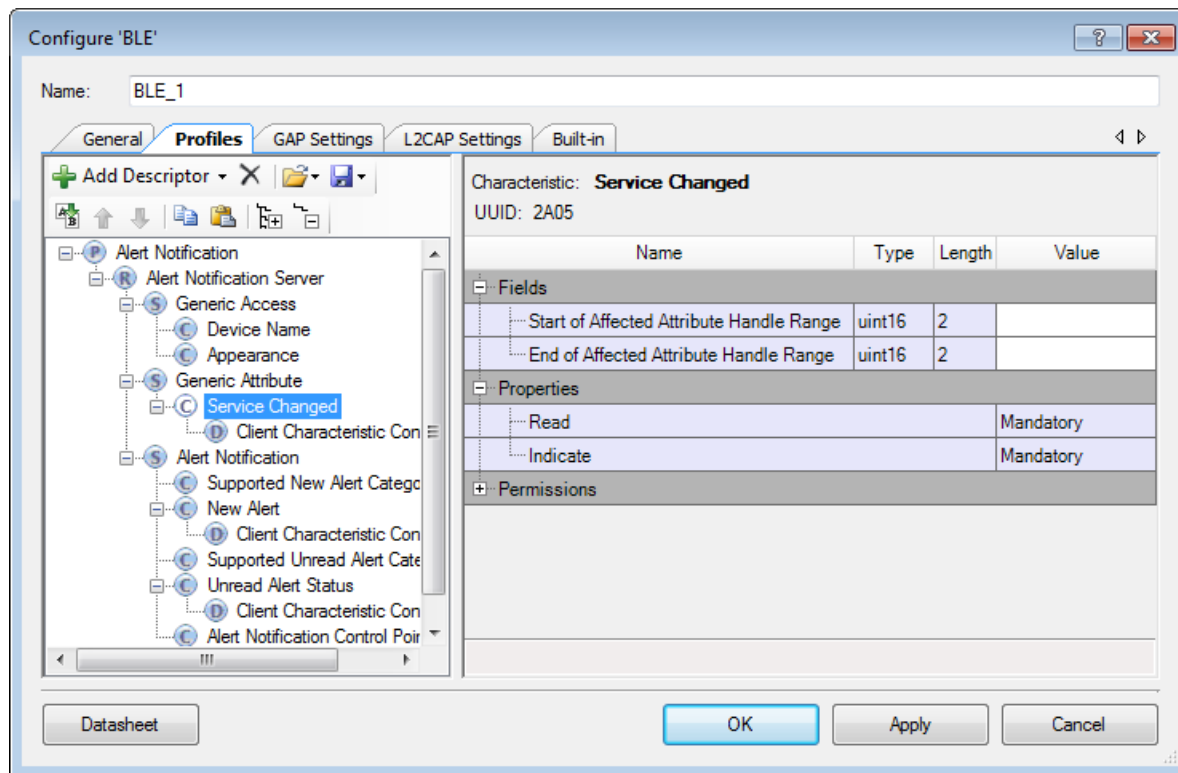 Configure 'BLE'
Name: BLE_1
General Profiles GAP Settings L2CAP Settings Built-in
Add Descriptor
P Alert Notification
R Alert Notification Server
S Generic Access
C Device Name
C Appearance
S Generic Attribute
C Service Changed
D Client Characteristic Con
S Alert Notification
C Supported New Alert Catego
C New Alert
D Client Characteristic Con
C Supported Unread Alert Cate
C Unread Alert Status
D Client Characteristic Con
C Alert Notification Control Poir
Characteristic: Service Changed
UUID: 2A05
Name Type Length Value
Fields
Start of Affected Attribute Handle Range uint16 2
End of Affected Attribute Handle Range uint16 2
Properties
Read Mandatory
Indicate Mandatory
Permissions
Datasheet OK Apply Cancel